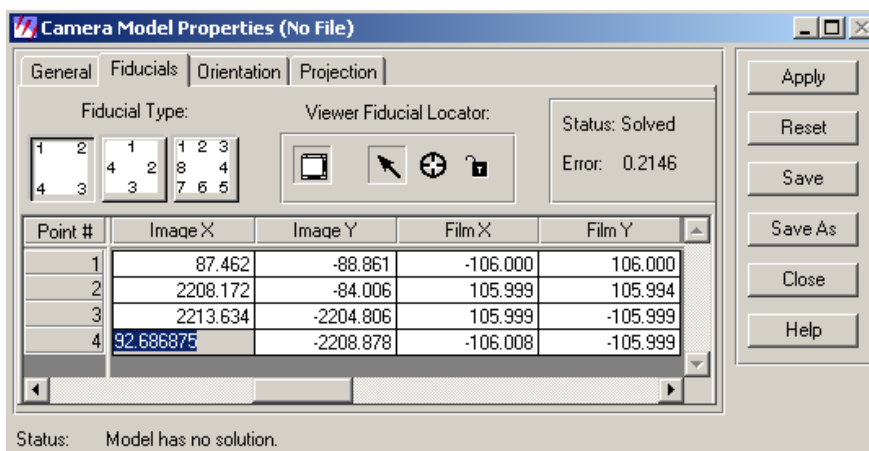 Camera Model Properties (No File)
General Fiducials Orientation Projection
Apply
Fiducial Type: Viewer Fiducial Locator:
Status: Solved
Reset
1 2 1 1 2 3
4 2 8 4
4 3 3 7 6 5
Error: 0.2146
Save
Point # Image X Image Y Film X Film Y
Save As
1 87.462 -88.861 -106.000 106.000
2 2208.172 -84.006 105.999 105.994
Close
3 2213.634 -2204.806 105.999 -105.999
4 92.686875 -2208.878 -106.008 -105.999
Help
Status: Model has no solution.